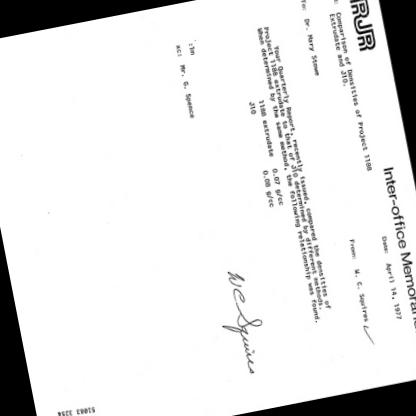 RJR
Inter-office Memoran
Date: April 14, 1977
Comparison of Densities of Project 1188
Extrudate and J10.
To: Dr. Mary Stowe
From: W. C. Squires
Your Quarterly Report, recently issued, compared the densities of
Project 1188 extrudate to that of J10 determined by different methods.
When determined by the same method, the following relationship was found.
1188 extrudate 0.07 g/cc
J10 0.08 g/cc
WC Squires
:lm
xc: Mr. G. Spence
51083 3254